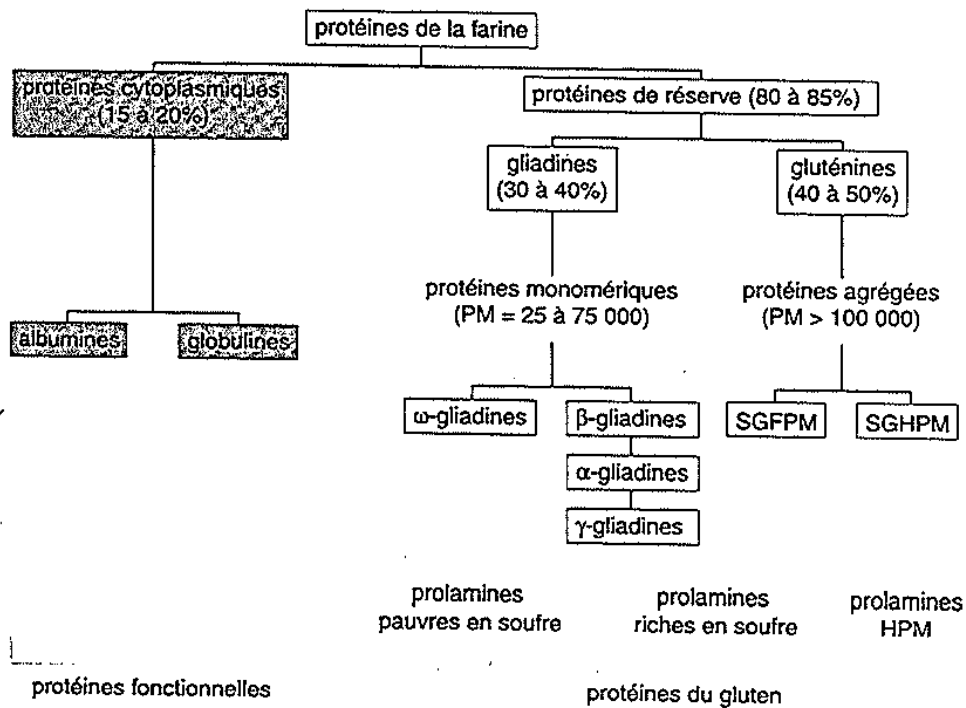 protéines de la farine
protéines cytoplasmiques
(15 à 20%)
protéines de réserve (80 à 85%)
gliadines
(30 à 40%)
gluténines
(40 à 50%)
protéines monomériques
(PM = 25 à 75 000)
protéines agrégées
(PM > 100 000)
albumines
globulines
ω-gliadines
β-gliadines
SGFPM
SGHPM
α-gliadines
γ-gliadines
prolamines
pauvres en soufre
prolamines
riches en soufre
prolamines
HPM
protéines fonctionnelles
protéines du gluten